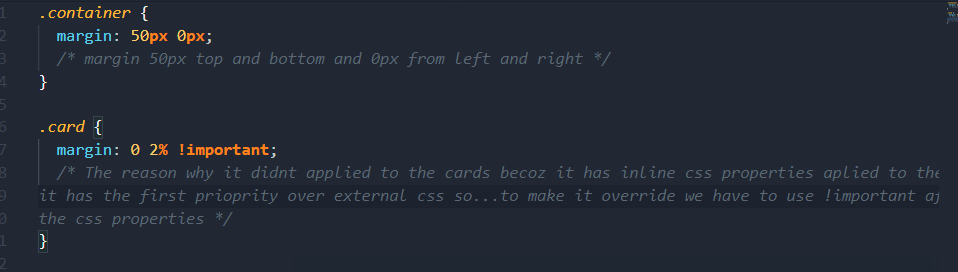 1 .container {
2 margin: 50px 0px;
3 /* margin 50px top and bottom and 0px from left and right */
4 }
5
6 .card {
7 margin: 0 2% !important;
8 /* The reason why it didnt applied to the cards becoz it has inline css properties aplied to the
9 it has the first prioprity over external css so...to make it override we have to use !important
0 the css properties */
1 }
2